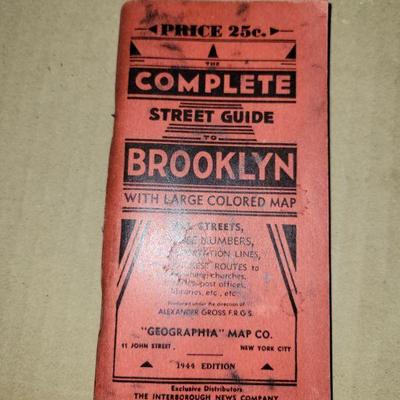 PRICE 25c.
THE
COMPLETE
STREET GUIDE
TO
BROOKLYN
WITH LARGE COLORED MAP
STREETS,
NUMBERS,
LINES,
ROUTES to
churches,
post offices,
libraries, etc., etc.
Produced under the direction of
ALEXANDER GROSS F.R.G.S.
"GEOGRAPHIA" MAP CO.
11 JOHN STREET, NEW YORK CITY
1944 EDITION
Exclusive Distributors
THE INTERBOROUGH NEWS COMPANY